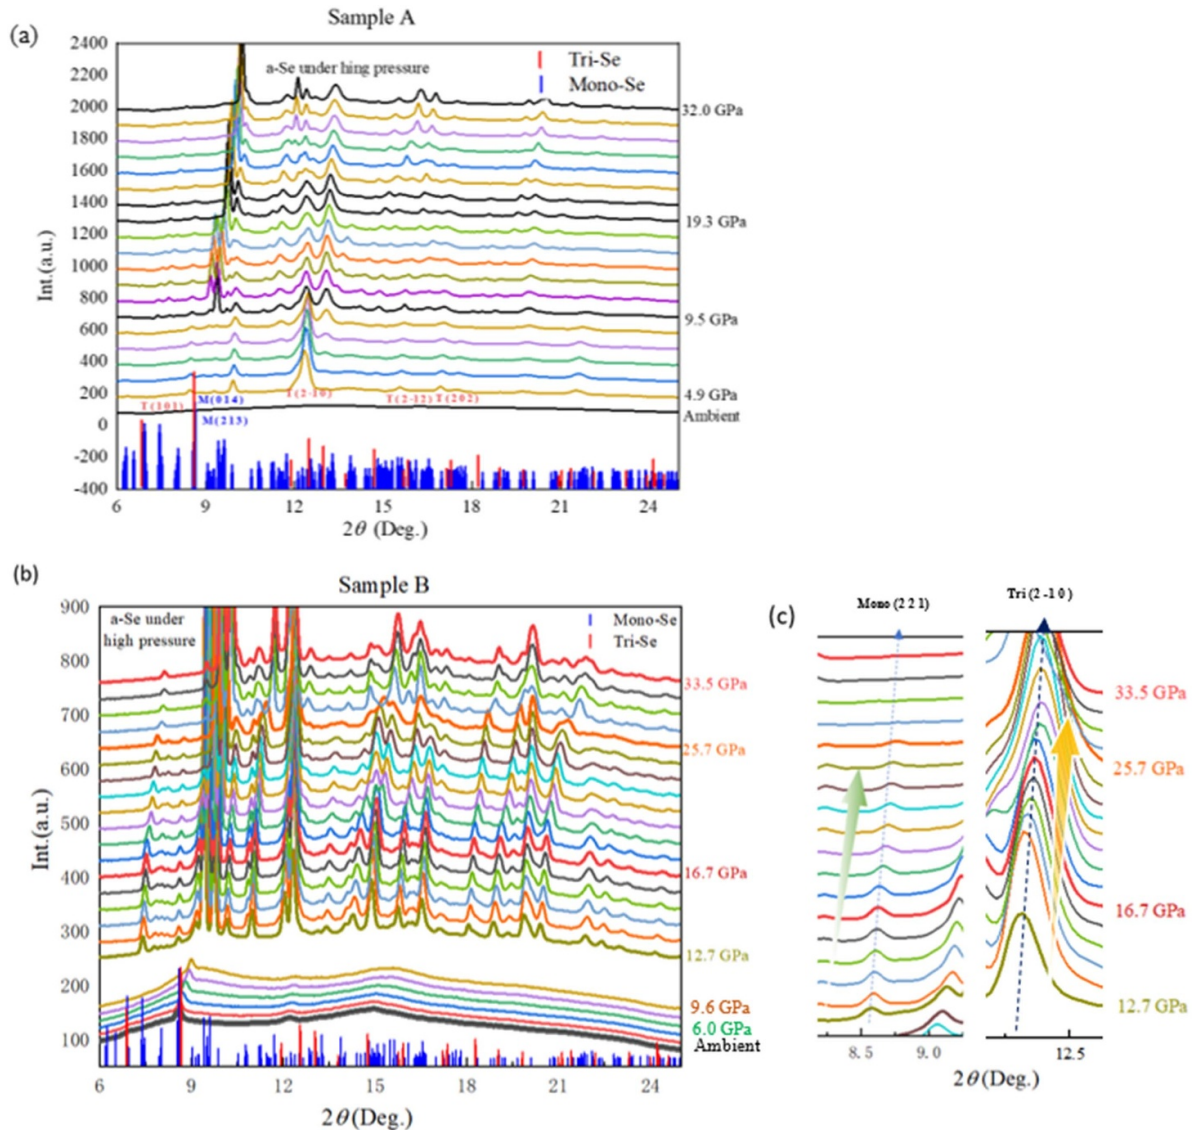 (a)
Sample A
2400
2200
2000
1800
1600
1400
1200
1000
800
600
400
200
0
-200
-400
Int.(a.u.)
a-Se under hing pressure
Tri-Se
Mono-Se
32.0 GPa
19.3 GPa
9.5 GPa
4.9 GPa
Ambient
T(101)
M(014)
M(213)
T(2-10)
T(2-12)
T(202)
6 9 12 15 18 21 24
2θ (Deg.)
(b)
Sample B
900
800
700
600
500
400
300
200
100
Int.(a.u.)
a-Se under
high pressure
Mono-Se
Tri-Se
33.5 GPa
25.7 GPa
16.7 GPa
12.7 GPa
9.6 GPa
6.0 GPa
Ambient
6 9 12 15 18 21 24
2θ(Deg.)
(c)
Mono (2 2 1)
Tri (2 -1 0)
33.5 GPa
25.7 GPa
16.7 GPa
12.7 GPa
8.5 9.0 12.5
2θ(Deg.)